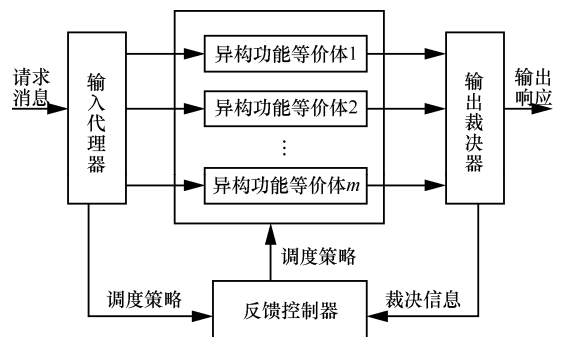 请求
消息
输入代理器
异构功能等价体1
异构功能等价体2
⋮
异构功能等价体m
输出裁决器
输出
响应
调度策略
调度策略
反馈控制器
裁决信息